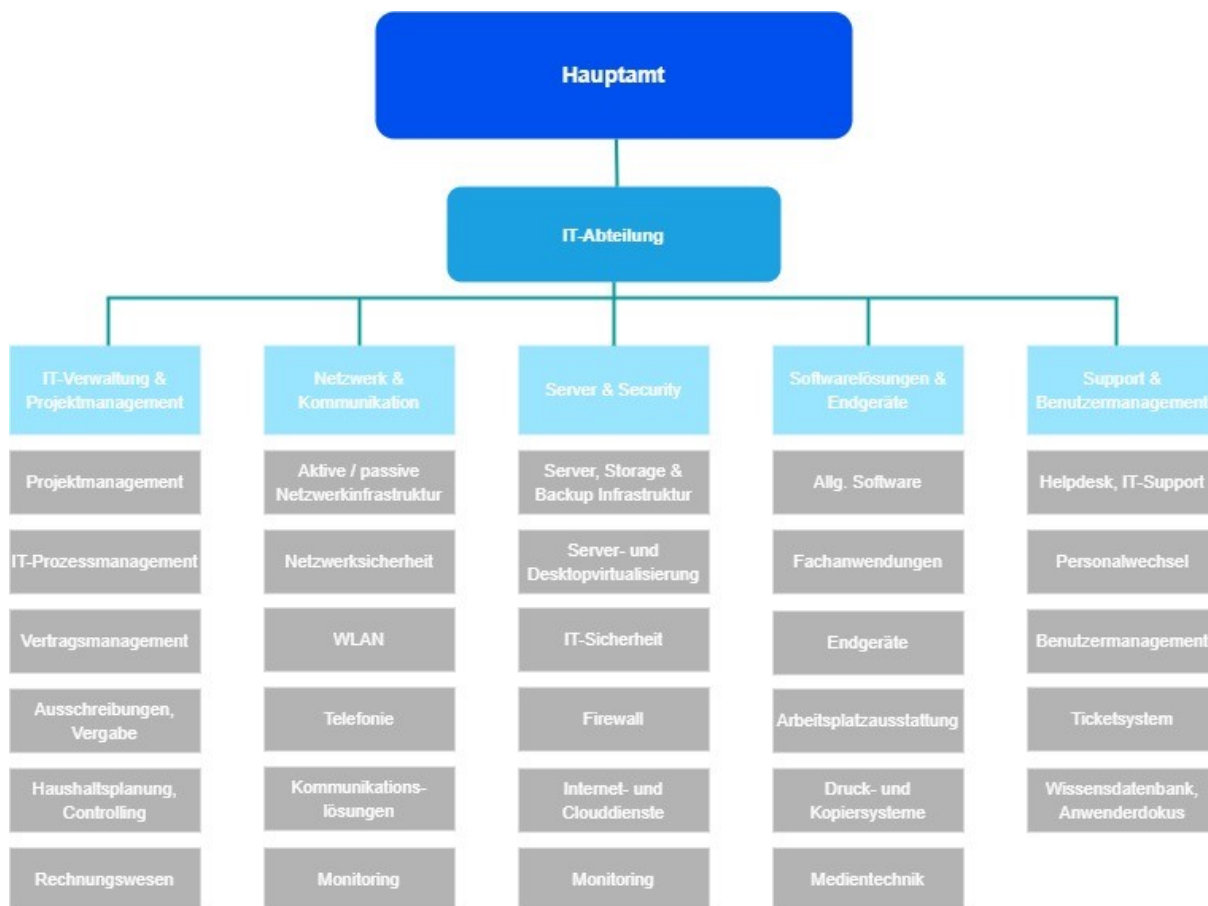 Hauptamt
IT-Abteilung
IT-Verwaltung &
Projektmanagement
Projektmanagement
IT-Prozessmanagement
Vertragsmanagement
Ausschreibungen,
Vergabe
Haushaltsplanung,
Controlling
Rechnungswesen
Netzwerk &
Kommunikation
Aktive / passive
Netzwerkinfrastruktur
Netzwerksicherheit
WLAN
Telefonie
Kommunikations-
lösungen
Monitoring
Server & Security
Server, Storage &
Backup Infrastruktur
Server- und
Desktopvirtualisierung
IT-Sicherheit
Firewall
Internet- und
Clouddienste
Monitoring
Softwarelösungen &
Endgeräte
Allg. Software
Fachanwendungen
Endgeräte
Arbeitsplatzausstattung
Druck- und
Kopiersysteme
Medientechnik
Support &
Benutzermanagement
Helpdesk, IT-Support
Personalwechsel
Benutzermanagement
Ticketsystem
Wissensdatenbank,
Anwenderdokus